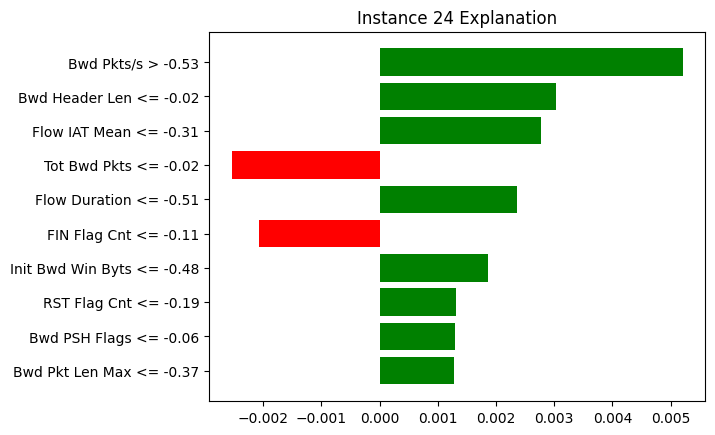 Instance 24 Explanation
Bwd Pkts/s > -0.53
Bwd Header Len <= -0.02
Flow IAT Mean <= -0.31
Tot Bwd Pkts <= -0.02
Flow Duration <= -0.51
FIN Flag Cnt <= -0.11
Init Bwd Win Byts <= -0.48
RST Flag Cnt <= -0.19
Bwd PSH Flags <= -0.06
Bwd Pkt Len Max <= -0.37
−0.002 −0.001 0.000 0.001 0.002 0.003 0.004 0.005